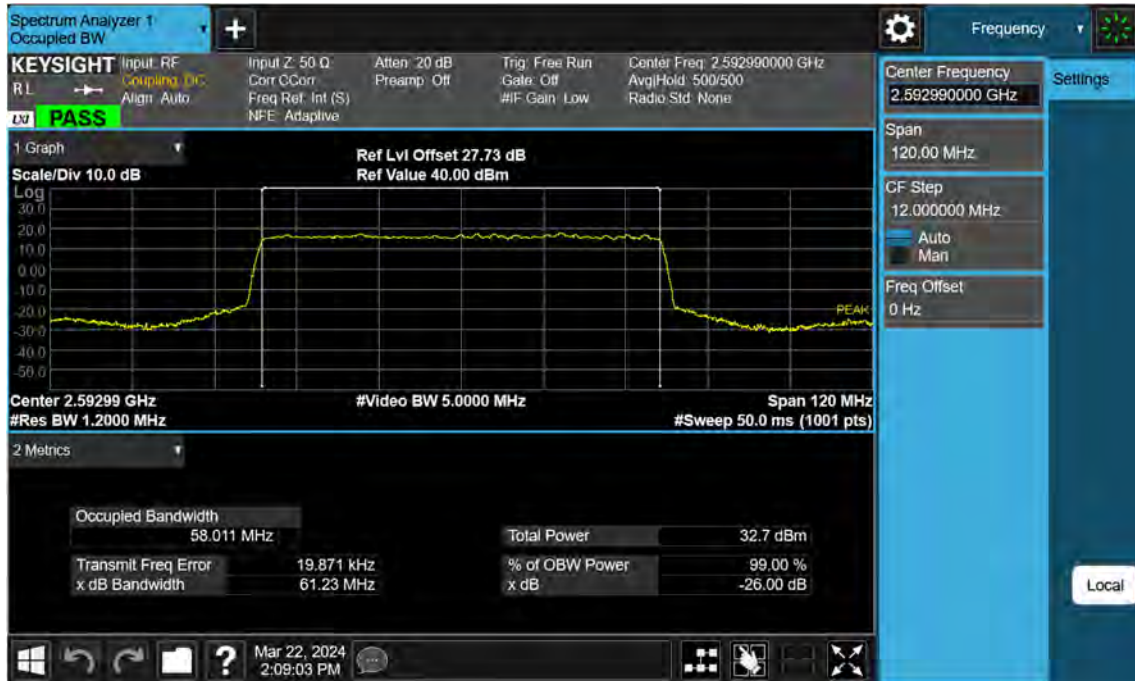 Spectrum Analyzer 1
Occupied BW
+
Frequency
KEYSIGHT
Input: RF
Coupling: DC
Align: Auto
Input Z: 50 Ω
Corr CCorr
Freq Ref: Int (S)
NFE: Adaptive
Atten: 20 dB
Preamp: Off
Trig: Free Run
Gate: Off
#IF Gain: Low
Center Freq: 2.592990000 GHz
Avg|Hold: 500/500
Radio Std: None
R L
LXI PASS
Center Frequency
2.592990000 GHz
Settings
Span
120.00 MHz
CF Step
12.000000 MHz
Auto
Man
Freq Offset
0 Hz
Local
1 Graph
Scale/Div 10.0 dB
Ref Lvl Offset 27.73 dB
Ref Value 40.00 dBm
Log
30.0
20.0
10.0
0.00
-10.0
-20.0
-30.0
-40.0
-50.0
PEAK
Center 2.59299 GHz
#Video BW 5.0000 MHz
Span 120 MHz
#Res BW 1.2000 MHz
#Sweep 50.0 ms (1001 pts)
2 Metrics
Occupied Bandwidth
58.011 MHz
Total Power 32.7 dBm
Transmit Freq Error 19.871 kHz
% of OBW Power 99.00 %
x dB Bandwidth 61.23 MHz
x dB -26.00 dB
?
Mar 22, 2024
2:09:03 PM